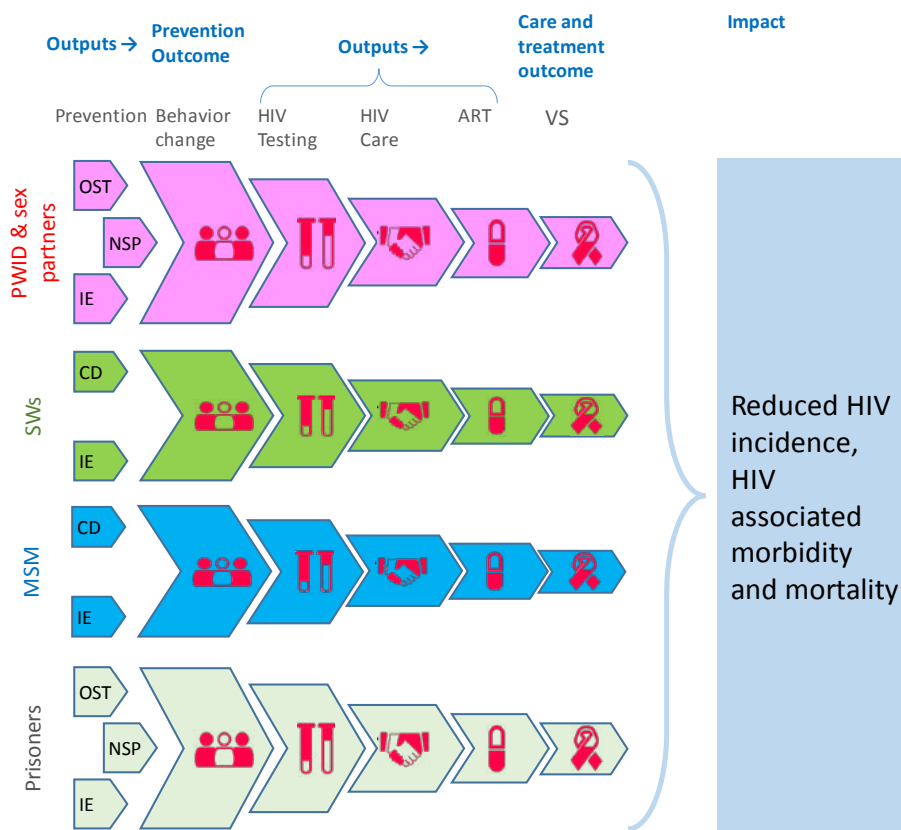 Outputs →
Prevention
Outcome
Outputs →
Care and
treatment
outcome
Impact
Prevention
Behavior
change
HIV
Testing
HIV
Care
ART
VS
PWID & sex
partners
OST
NSP
IE
SWs
CD
IE
MSM
CD
IE
Prisoners
OST
NSP
IE
Reduced HIV
incidence,
HIV
associated
morbidity
and mortality